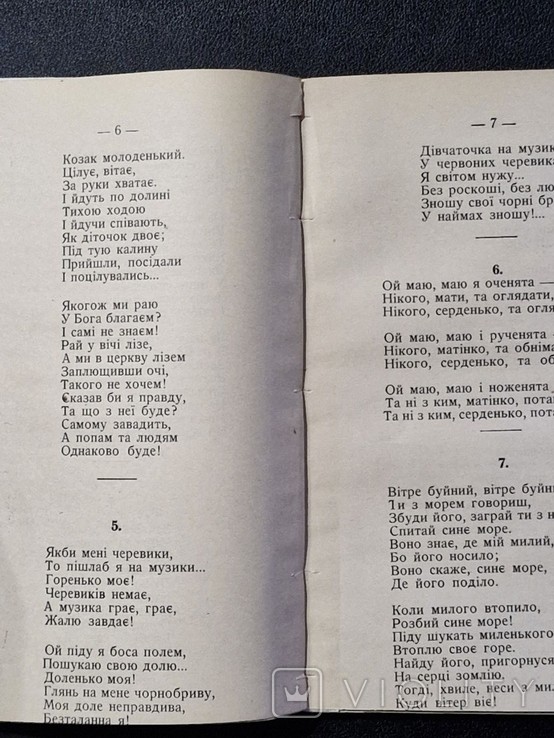 — 6 —
Козак молоденький.
Цілує, вітає,
За руки хватає.
І йдуть по долині
Тихою ходою
І йдучи співають,
Як діточок двоє;
Під тую калину
Прийшли, посідали
І поцілувались...
Якогож ми раю
У Бога благаєм?
І самі не знаєм!
Рай у вічі лізе,
А ми в церкву лізем
Заплющивши очі,
Такого не хочем!
Сказав би я правду,
Та що з неї буде?
Самому завадить,
А попам та людям
Однаково буде!
5.
Якби мені черевики,
То пішлаб я на музики...
Горенько моє!
Черевиків немає,
А музика грає, грає,
Жалю завдає!
Ой піду я боса полем,
Пошукаю свою долю...
Доленько моя!
Глянь на мене чорнобриву,
Моя доле неправдива,
Безталанна я!
— 7 —
Дівчаточка на музик
У червоних черевик
Я світом нужу...
Без роскоші, без лю
Зношу свої чорні бр
У наймах зношу!...
6.
Ой маю, маю я оченята —
Нікого, мати, та оглядати,
Нікого, серденько, та огля
Ой маю, маю і рученята —
Нікого, матінко, та обніма
Нікого, серденько, та об
Ой маю, маю і ноженята
Та ні з ким, матінко, пота
Та ні з ким, серденько, пота
7.
Вітре буйний, вітре буйни
Ти з морем говориш,
Збуди його, заграй ти з н
Спитай синє море.
Воно знає, де мій милий,
Бо його носило;
Воно скаже, синє море,
Де його поділо.
Коли милого втопило,
Розбий синє море!
Піду шукать миленького
Втоплю своє горе.
Найду його, пригорнуся
На серці зомлію.
Тогді, хвиле, неси з мил
Куди вітер віє!
VIOLITY